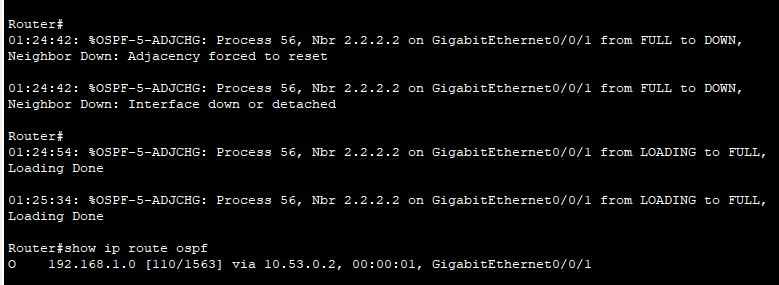 Router#
01:24:42: %OSPF-5-ADJCHG: Process 56, Nbr 2.2.2.2 on GigabitEthernet0/0/1 from FULL to DOWN,
Neighbor Down: Adjacency forced to reset
01:24:42: %OSPF-5-ADJCHG: Process 56, Nbr 2.2.2.2 on GigabitEthernet0/0/1 from FULL to DOWN,
Neighbor Down: Interface down or detached
Router#
01:24:54: %OSPF-5-ADJCHG: Process 56, Nbr 2.2.2.2 on GigabitEthernet0/0/1 from LOADING to FULL,
Loading Done
01:25:34: %OSPF-5-ADJCHG: Process 56, Nbr 2.2.2.2 on GigabitEthernet0/0/1 from LOADING to FULL,
Loading Done
Router#show ip route ospf
O    192.168.1.0 [110/1563] via 10.53.0.2, 00:00:01, GigabitEthernet0/0/1